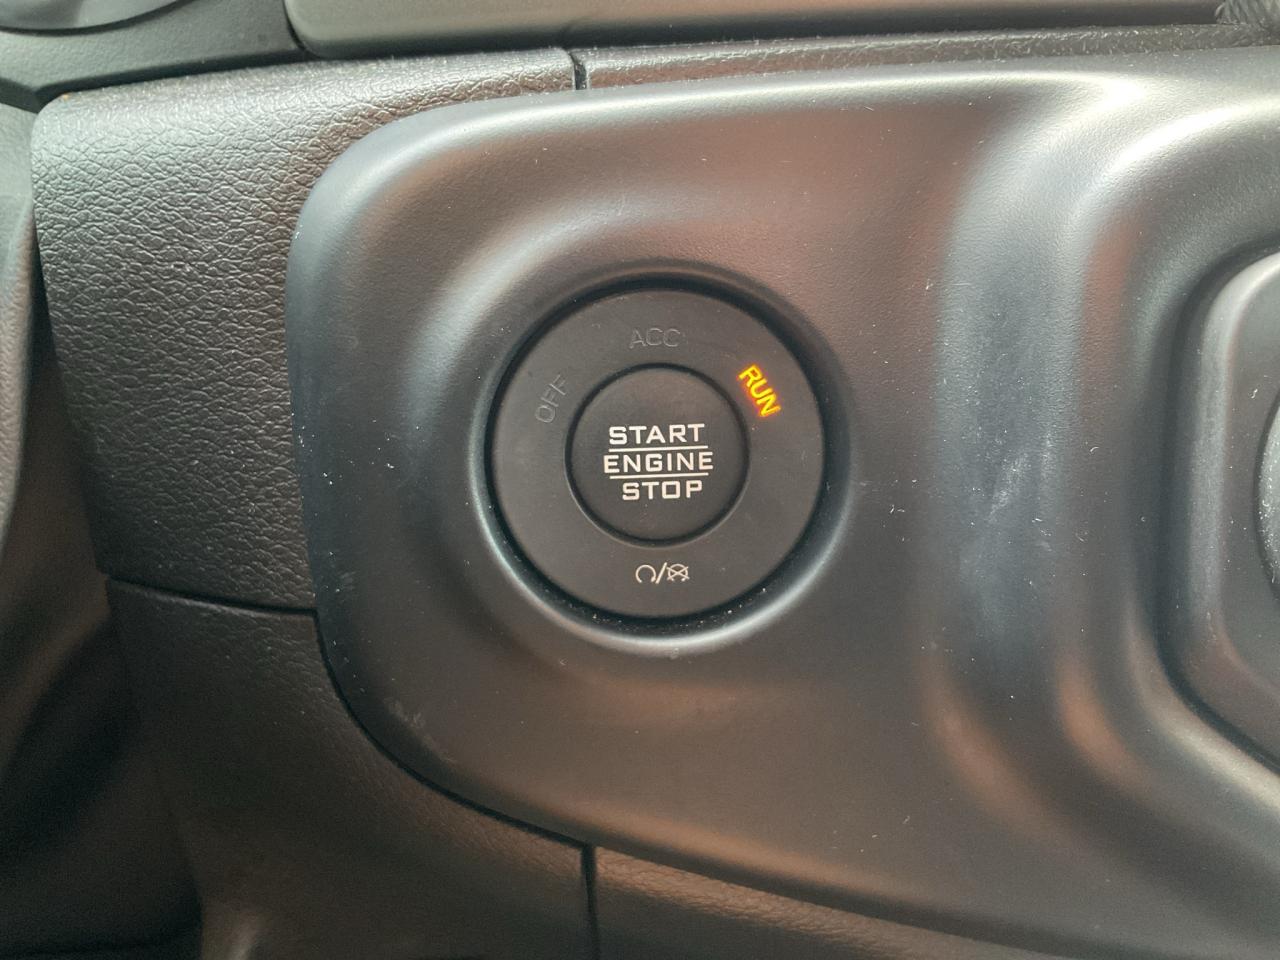 ACC
OFF
RUN
START
ENGINE
STOP